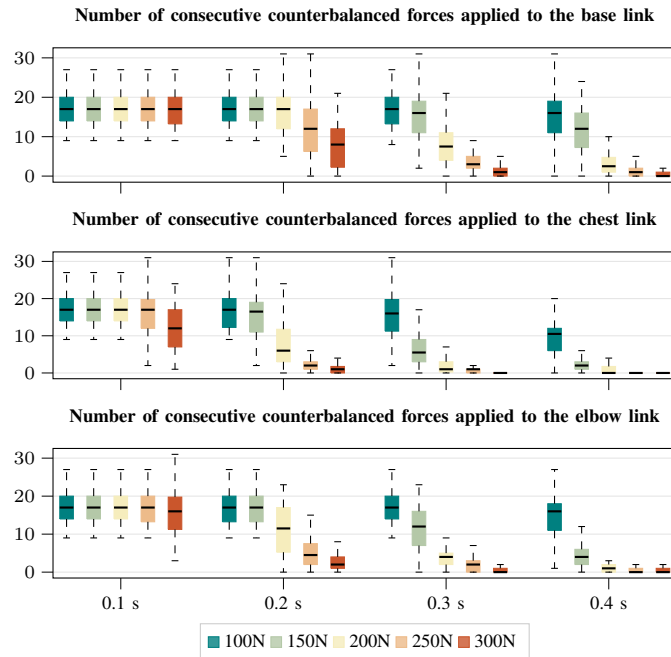 Number of consecutive counterbalanced forces applied to the base link
30
20
10
0
Number of consecutive counterbalanced forces applied to the chest link
30
20
10
0
Number of consecutive counterbalanced forces applied to the elbow link
30
20
10
0
0.1 s 0.2 s 0.3 s 0.4 s
100N 150N 200N 250N 300N